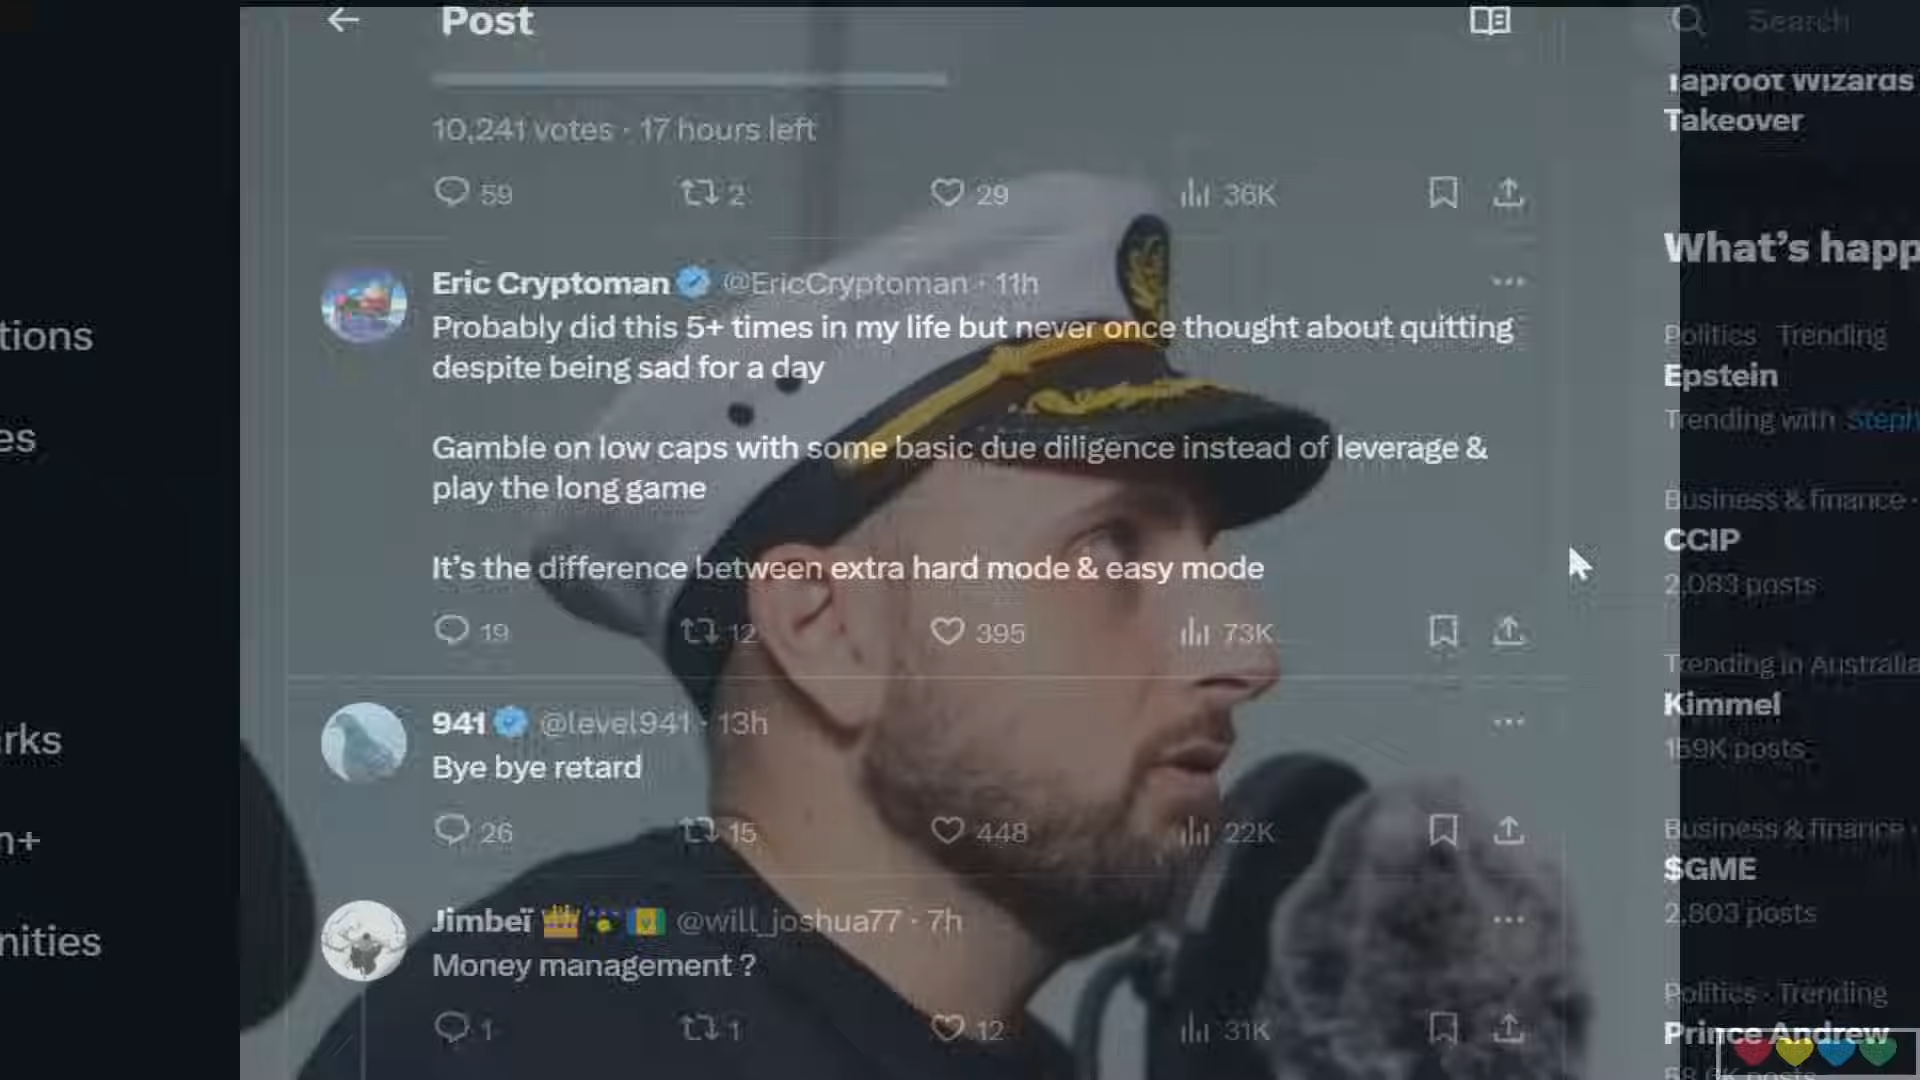 Post
10,241 votes · 17 hours left
59 2 29 36K
Eric Cryptoman @EricCryptoman · 11h
Probably did this 5+ times in my life but never once thought about quitting
despite being sad for a day
Gamble on low caps with some basic due diligence instead of leverage &
play the long game
It's the difference between extra hard mode & easy mode
19 12 395 73K
941 @level941 · 13h
Bye bye retard
26 15 448 22K
Jimbeï @will_joshua77 · 7h
Money management ?
1 1 12 31K
tions
es
rks
n+
nities
Search
Taproot Wizards
Takeover
What's happ
Politics · Trending
Epstein
Trending with Steph
Business & finance ·
CCIP
2,083 posts
Trending in Australia
Kimmel
159K posts
Business & finance ·
$GME
2,803 posts
Politics · Trending
Prince Andrew
posts